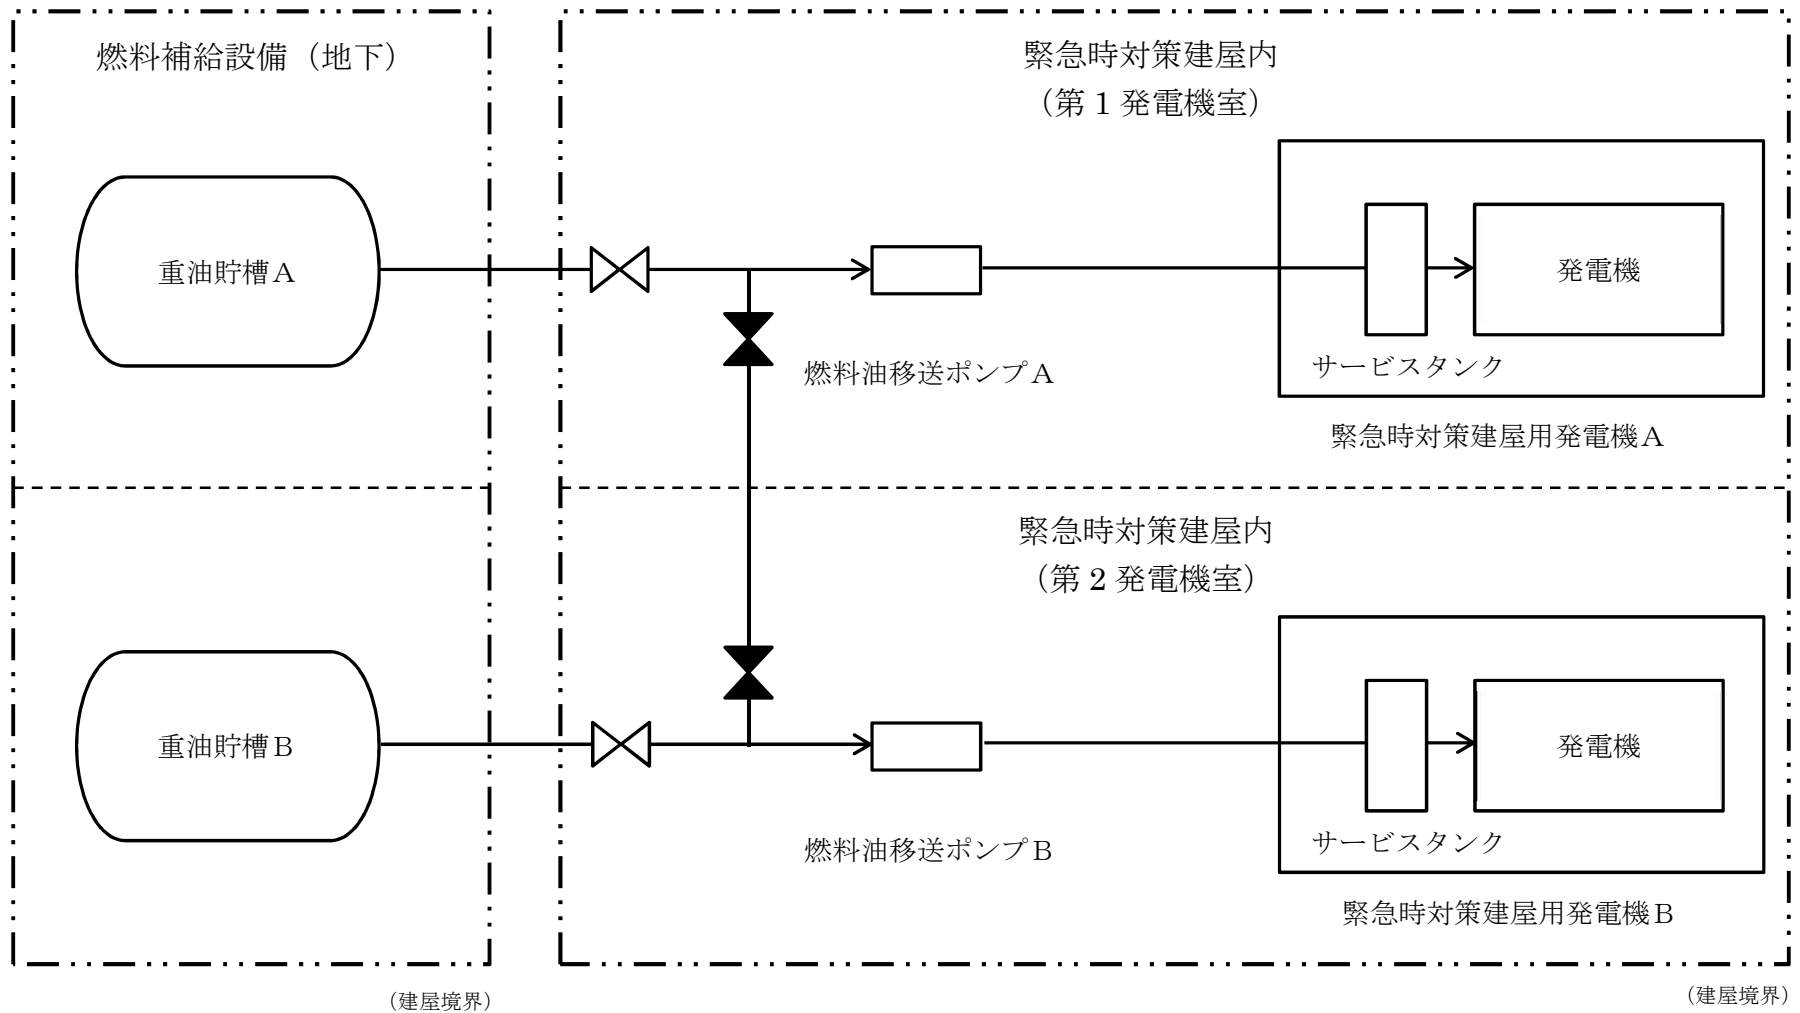 燃料補給設備（地下）
緊急時対策建屋内
（第１発電機室）
重油貯槽Ａ
発電機
燃料油移送ポンプＡ
サービスタンク
緊急時対策建屋用発電機Ａ
緊急時対策建屋内
（第２発電機室）
重油貯槽Ｂ
発電機
燃料油移送ポンプＢ
サービスタンク
緊急時対策建屋用発電機Ｂ
（建屋境界）
（建屋境界）